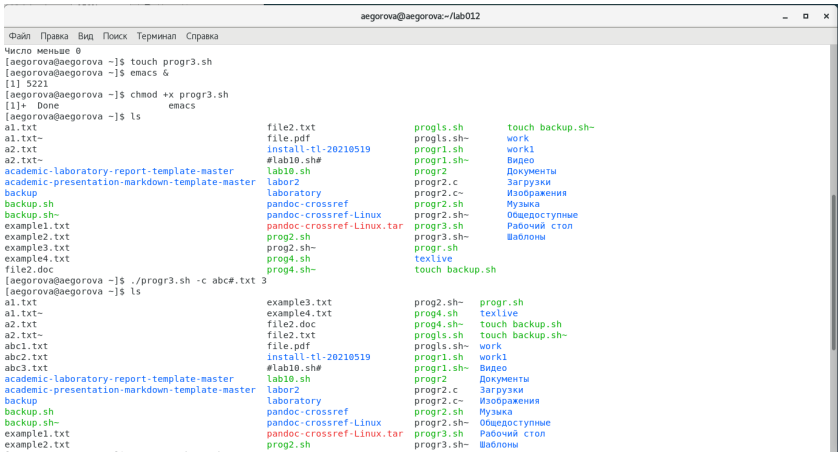 aegorova@aegorova:~/lab012
Файл Правка Вид Поиск Терминал Справка
Число меньше 0
[aegorova@aegorova ~]$ touch progr3.sh
[aegorova@aegorova ~]$ emacs &
[1] 5221
[aegorova@aegorova ~]$ chmod +x progr3.sh
[1]+ Done emacs
[aegorova@aegorova ~]$ ls
a1.txt file2.txt progls.sh touch backup.sh~
a1.txt~ file.pdf progls.sh~ work
a2.txt install-tl-20210519 progr1.sh work1
a2.txt~ #lab10.sh# progr1.sh~ Видео
academic-laboratory-report-template-master lab10.sh progr2 Документы
academic-presentation-markdown-template-master labor2 progr2.c Загрузки
backup laboratory progr2.c~ Изображения
backup.sh pandoc-crossref progr2.sh Музыка
backup.sh~ pandoc-crossref-Linux progr2.sh~ Общедоступные
example1.txt pandoc-crossref-Linux.tar progr3.sh Рабочий стол
example2.txt prog2.sh progr3.sh~ Шаблоны
example3.txt prog2.sh~ progr.sh
example4.txt prog4.sh texlive
file2.doc prog4.sh~ touch backup.sh
[aegorova@aegorova ~]$ ./progr3.sh -c abc#.txt 3
[aegorova@aegorova ~]$ ls
a1.txt example3.txt prog2.sh~ progr.sh
a1.txt~ example4.txt prog4.sh texlive
a2.txt file2.doc prog4.sh~ touch backup.sh
a2.txt~ file2.txt progls.sh touch backup.sh~
abc1.txt file.pdf progls.sh~ work
abc2.txt install-tl-20210519 progr1.sh work1
abc3.txt #lab10.sh# progr1.sh~ Видео
academic-laboratory-report-template-master lab10.sh progr2 Документы
academic-presentation-markdown-template-master labor2 progr2.c Загрузки
backup laboratory progr2.c~ Изображения
backup.sh pandoc-crossref progr2.sh Музыка
backup.sh~ pandoc-crossref-Linux progr2.sh~ Общедоступные
example1.txt pandoc-crossref-Linux.tar progr3.sh Рабочий стол
example2.txt prog2.sh progr3.sh~ Шаблоны